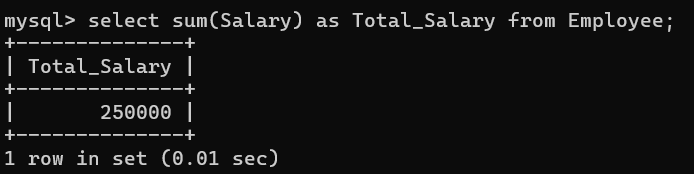 mysql> select sum(Salary) as Total_Salary from Employee;
+--------------+
| Total_Salary |
+--------------+
|       250000 |
+--------------+
1 row in set (0.01 sec)